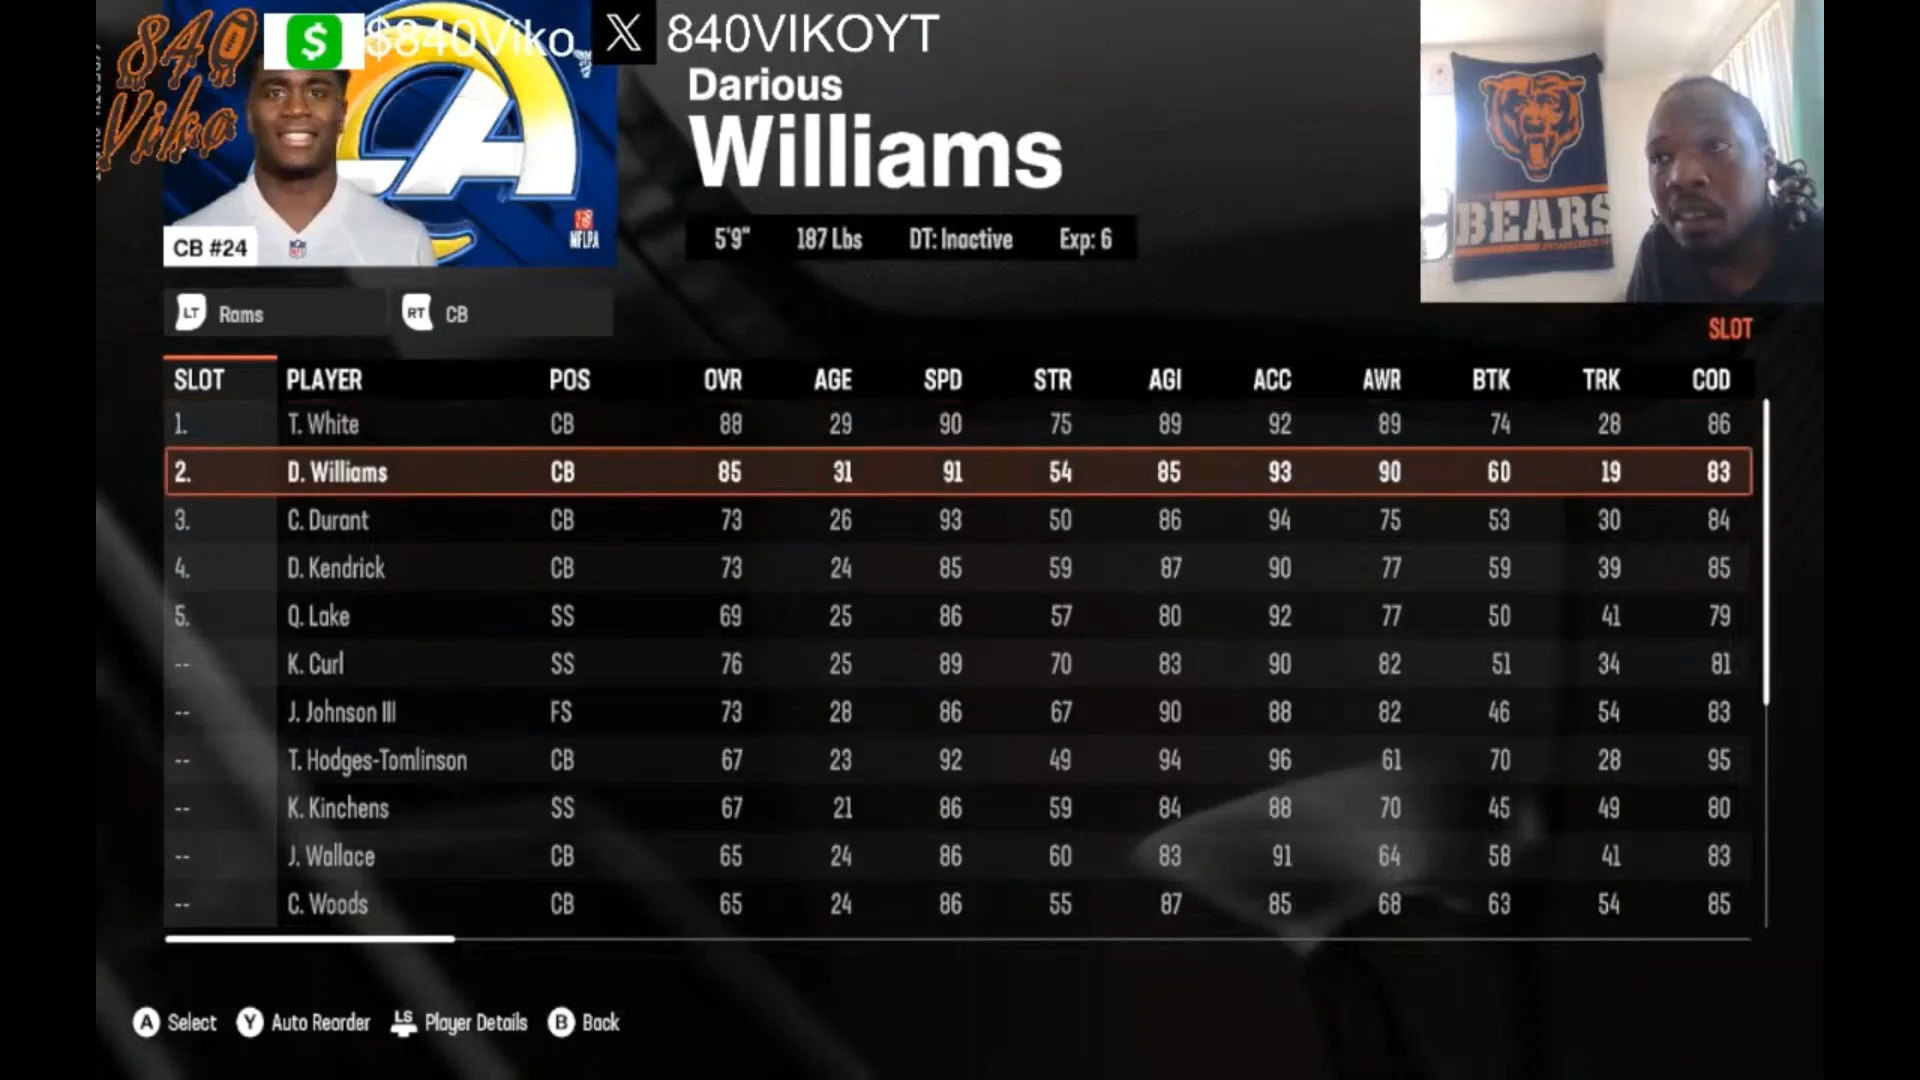 840
Viko
$840Viko
840VIKOYT
Darious
Williams
CB #24
NFLPA
5'9" 187 Lbs DT: Inactive Exp: 6
BEARS
LT Rams RT CB
SLOT
SLOT PLAYER POS OVR AGE SPD STR AGI ACC AWR BTK TRK COD
1. T. White CB 88 29 90 75 89 92 89 74 28 86
2. D. Williams CB 85 31 91 54 85 93 90 60 19 83
3. C. Durant CB 73 26 93 50 86 94 75 53 30 84
4. D. Kendrick CB 73 24 85 59 87 90 77 59 39 85
5. Q. Lake SS 69 25 86 57 80 92 77 50 41 79
-- K. Curl SS 76 25 89 70 83 90 82 51 34 81
-- J. Johnson III FS 73 28 86 67 90 88 82 46 54 83
-- T. Hodges-Tomlinson CB 67 23 92 49 94 96 61 70 28 95
-- K. Kinchens SS 67 21 86 59 84 88 70 45 49 80
-- J. Wallace CB 65 24 86 60 83 91 64 58 41 83
-- C. Woods CB 65 24 86 55 87 85 68 63 54 85
A Select Y Auto Reorder LS Player Details B Back